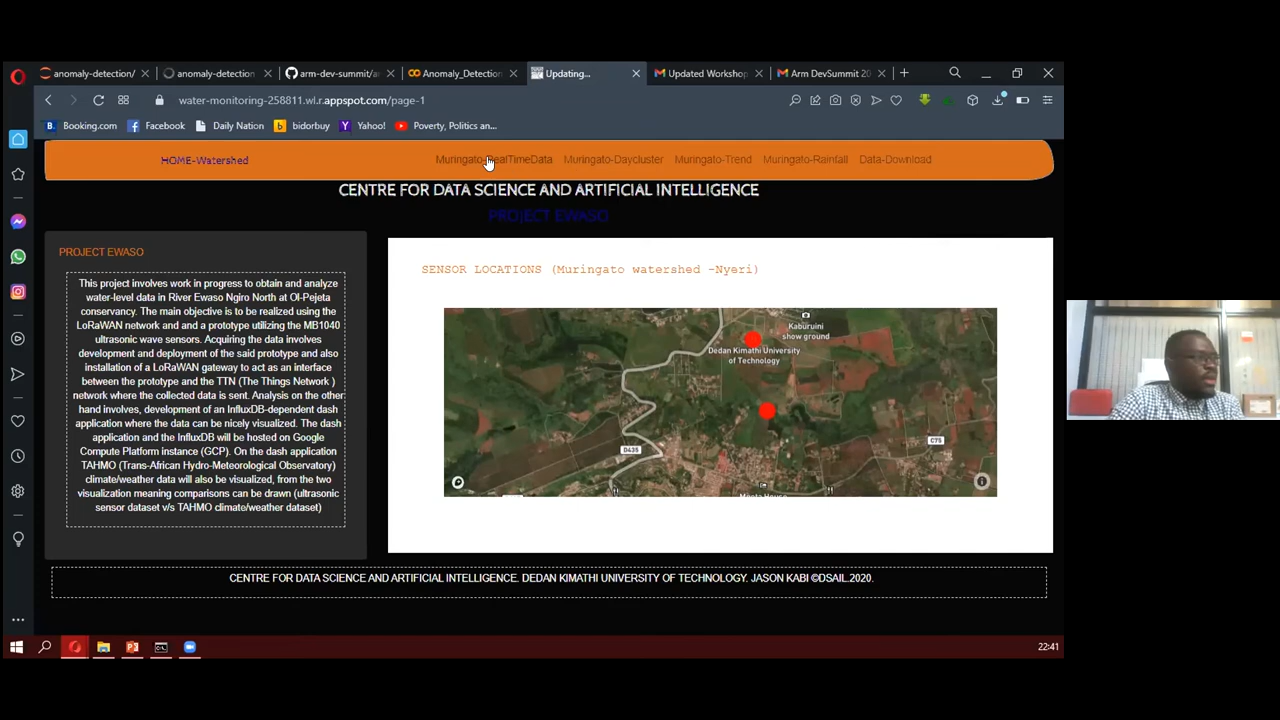 anomaly-detection/
anomaly-detection
arm-dev-summit/a
Anomaly_Detection
Updating...
Updated Workshop
Arm DevSummit 20
water-monitoring-258811.wl.r.appspot.com/page-1
Booking.com
Facebook
Daily Nation
bidorbuy
Yahoo!
Poverty, Politics an...
HOME-Watershed
Muringato-RealTimeData
Muringato-Daycluster
Muringato-Trend
Muringato-Rainfall
Data-Download
CENTRE FOR DATA SCIENCE AND ARTIFICIAL INTELLIGENCE
PROJECT EWASO
PROJECT EWASO
This project involves work in progress to obtain and analyze
water-level data in River Ewaso Ngiro North at Ol-Pejeta
conservancy. The main objective is to be realized using the
LoRaWAN network and and a prototype utilizing the MB1040
ultrasonic wave sensors. Acquiring the data involves
development and deployment of the said prototype and also
installation of a LoRaWAN gateway to act as an interface
between the prototype and the TTN (The Things Network )
network where the collected data is sent. Analysis on the other
hand involves, development of an InfluxDB-dependent dash
application where the data can be nicely visualized. The dash
application and the InfluxDB will be hosted on Google
Compute Platform instance (GCP). On the dash application
TAHMO (Trans-African Hydro-Meteorological Observatory)
climate/weather data will also be visualized, from the two
visualization meaning comparisons can be drawn (ultrasonic
sensor dataset v/s TAHMO climate/weather dataset)
SENSOR LOCATIONS (Muringato watershed -Nyeri)
Kaburuini
show ground
Dedan Kimathi University
of Technology
D435
C75
CENTRE FOR DATA SCIENCE AND ARTIFICIAL INTELLIGENCE. DEDAN KIMATHI UNIVERSITY OF TECHNOLOGY. JASON KABI ©DSAIL.2020.
22:41